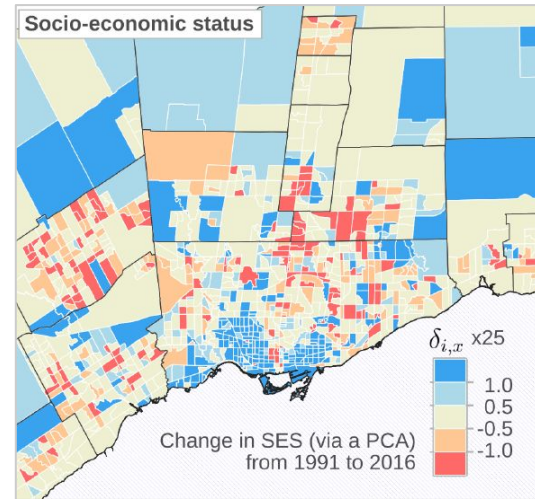 Socio-economic status
δi,x x25
1.0
0.5
-0.5
-1.0
Change in SES (via a PCA)
from 1991 to 2016